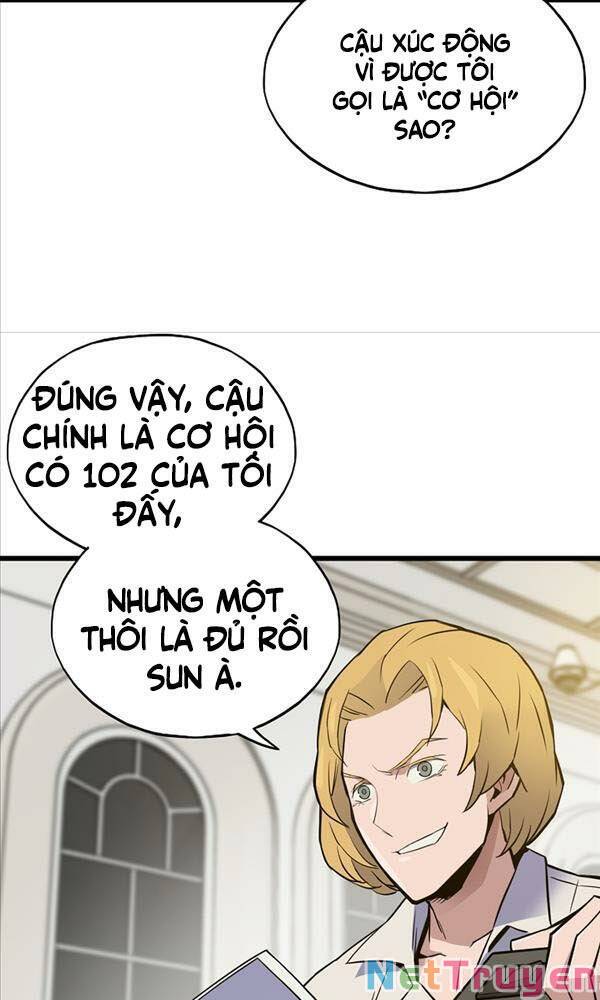 CẬU XÚC ĐỘNG
VÌ ĐƯỢC TÔI
GỌI LÀ "CƠ HỘI"
SAO?
ĐÚNG VẬY, CẬU
CHÍNH LÀ CƠ HỘI
CÓ 102 CỦA TÔI
ĐẤY,
NHƯNG MỘT
THÔI LÀ ĐỦ RỒI
SUN À.
NetTruyen